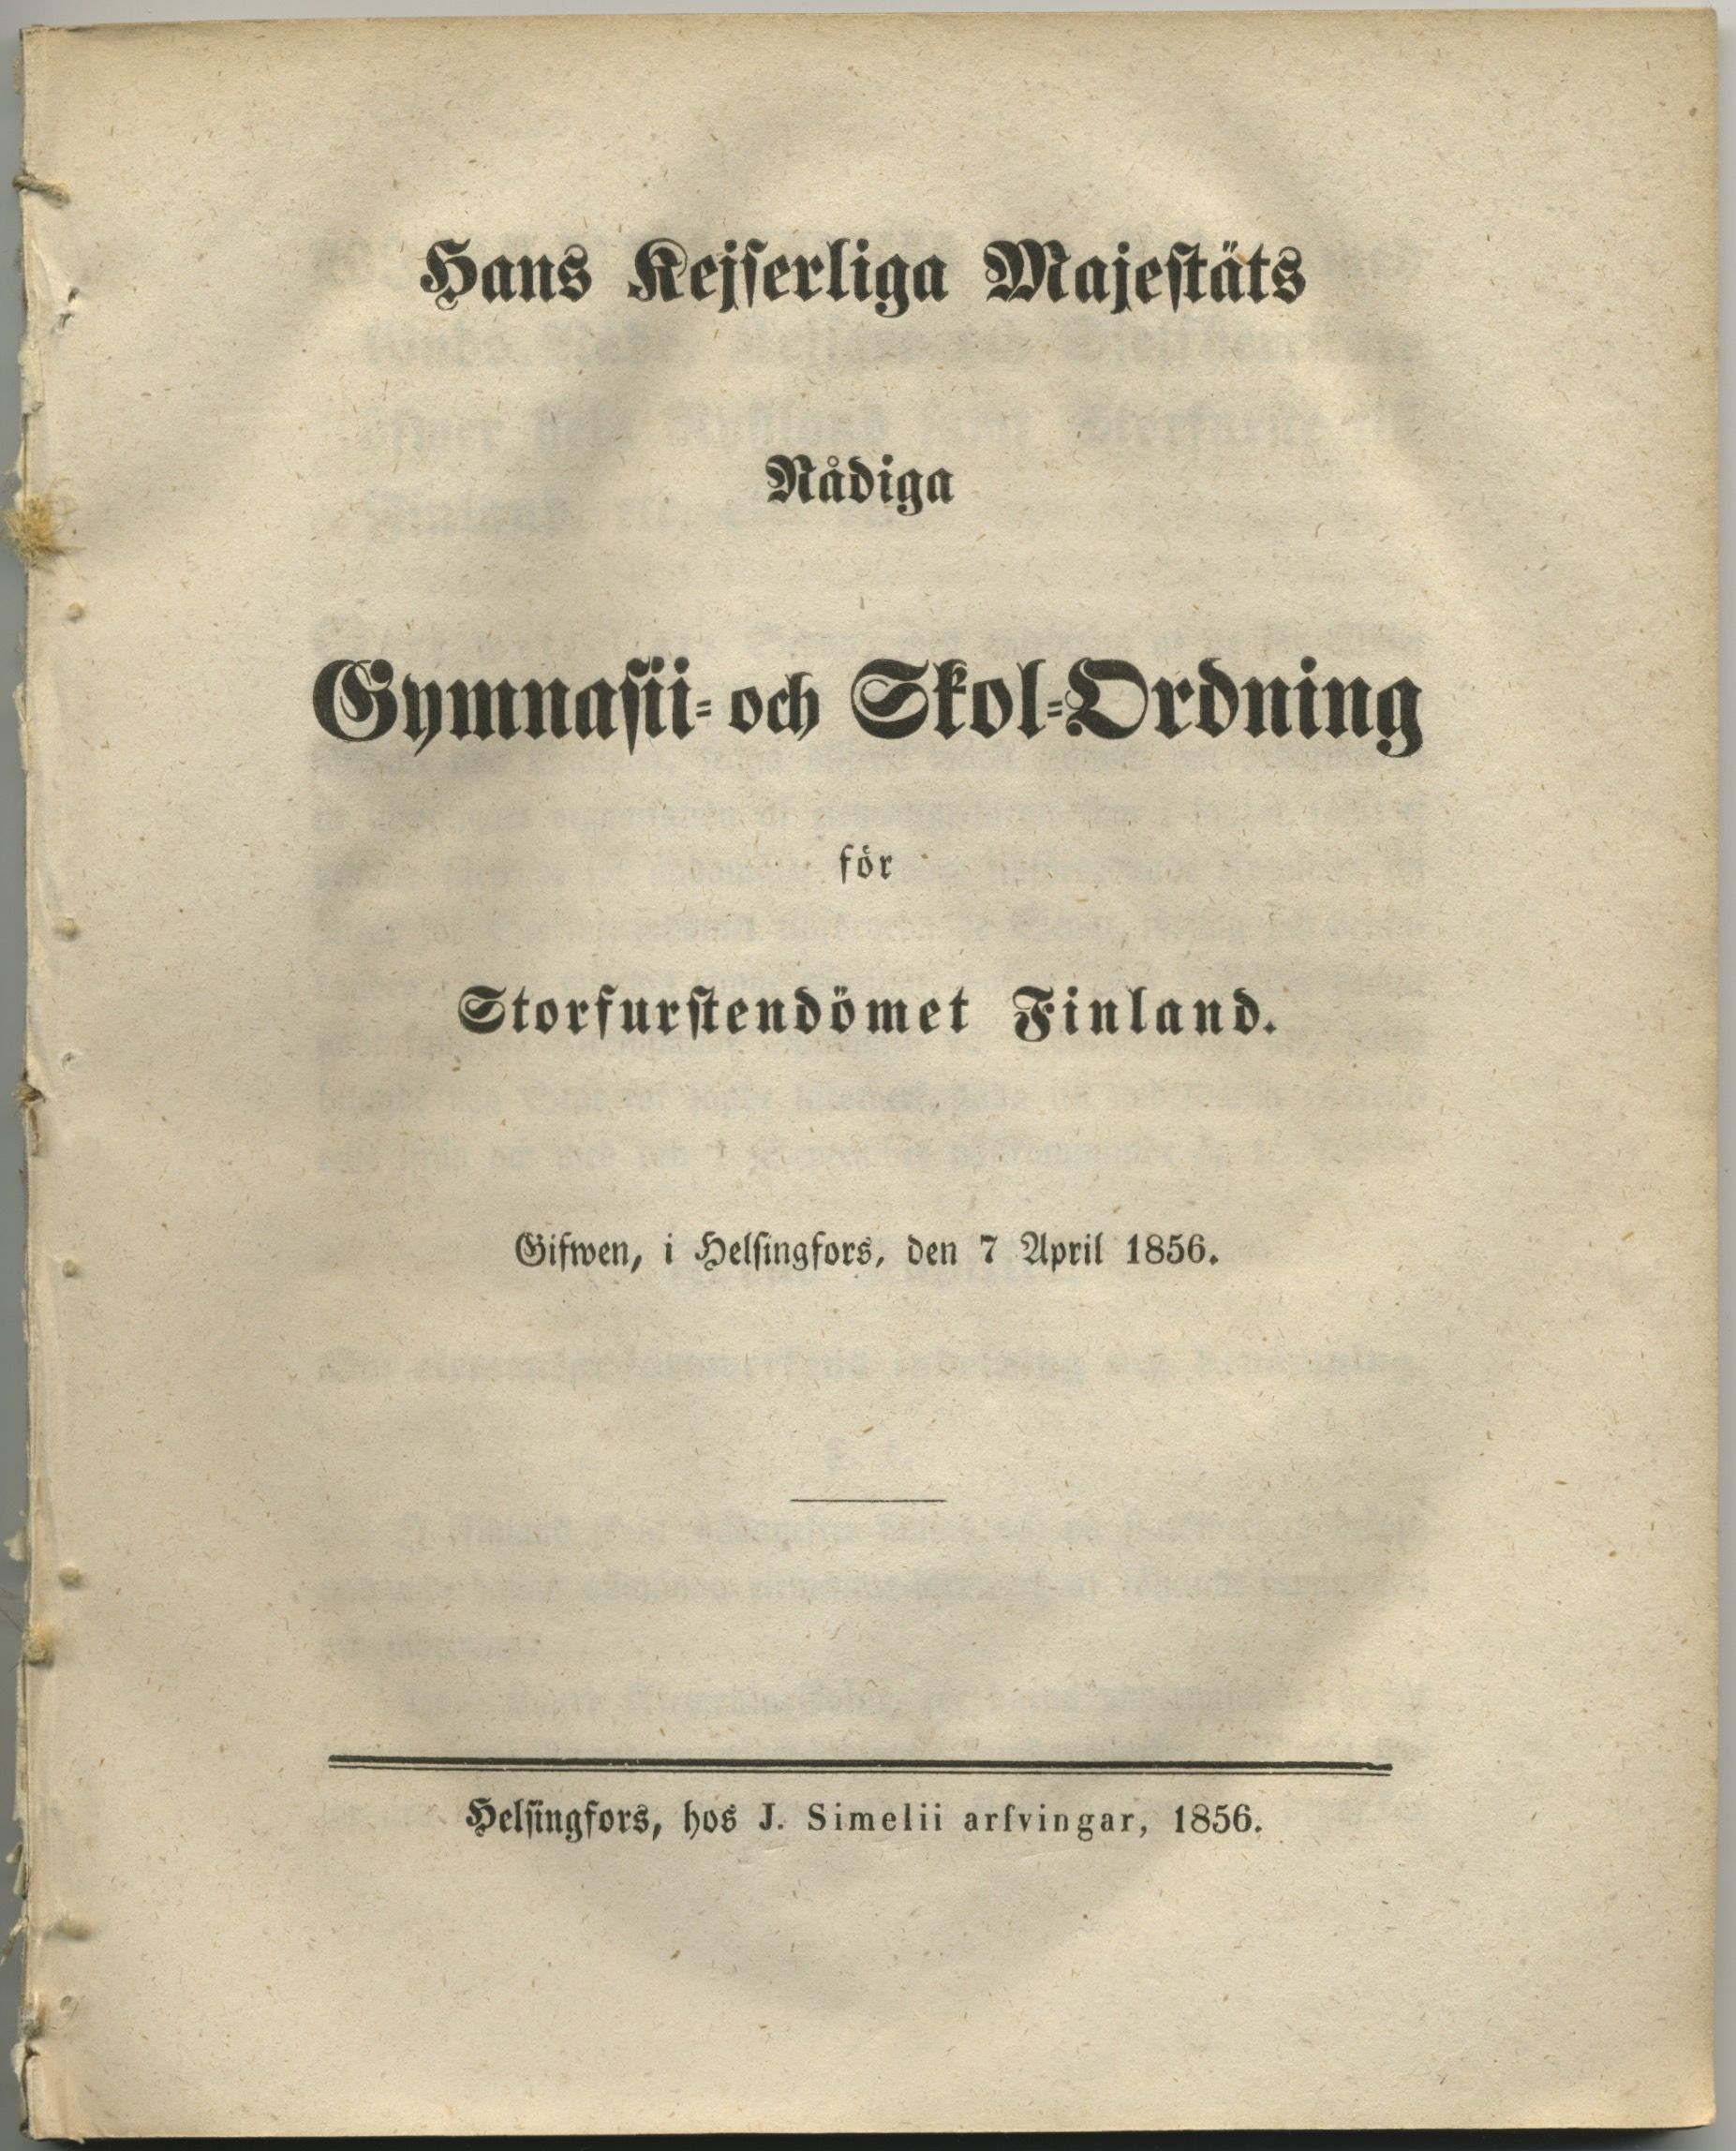 Hans Kejserliga Majestäts
Nådiga
Gymnasii- och Skol-Ordning
för
Storfurstendömet Finland.
Gifwen, i Helsingfors, den 7 April 1856.
Helsingfors, hos J. Simelii arfvingar, 1856.